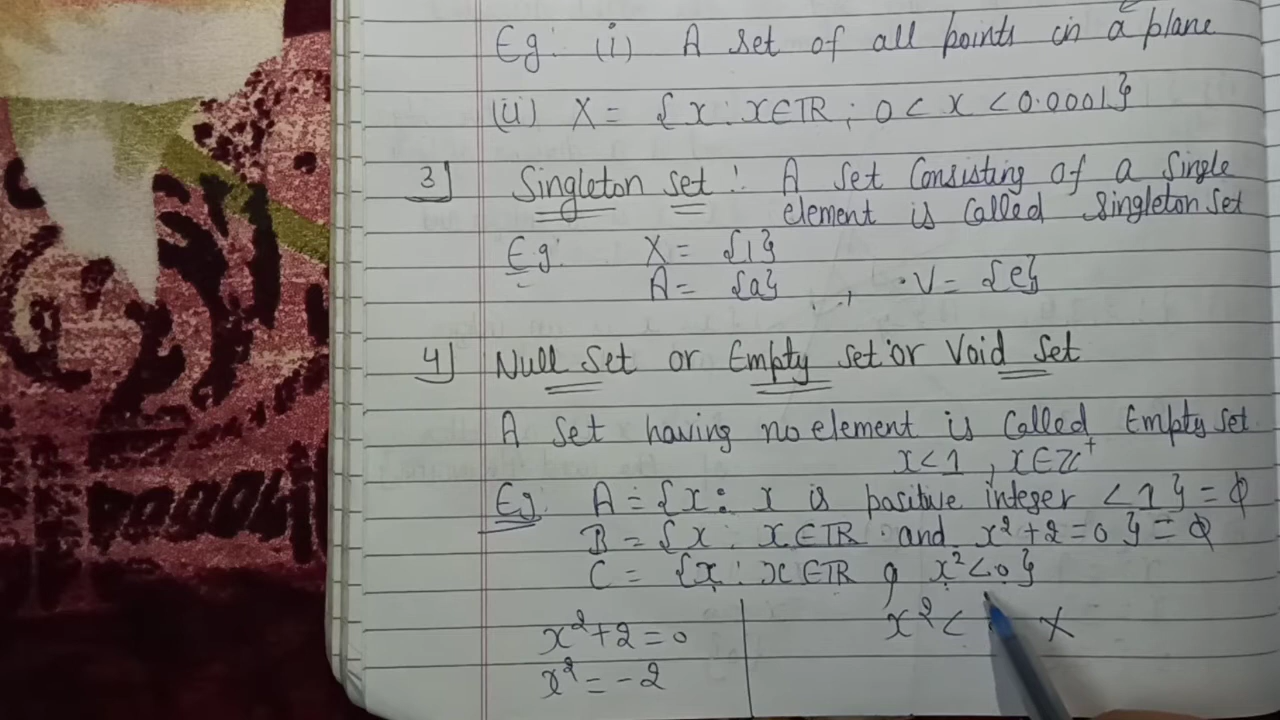 Eg: (i) A set of all points in a plane
(ii) X = {x : x∈R ; 0 < x < 0.0001}
3) Singleton set : A set Consisting of a Single
element is Called Singleton set
E.g: X = {1}
A = {a} , V = {e}
4) Null Set or Empty set or Void Set
A set having no element is Called Empty set
x<1 , x∈Z⁺
Eg: A = {x : x is positive integer < 1} = ϕ
B = {x : x∈R and x²+2=0} = ϕ
C = {x : x∈R , x²<0}
x²+2=0
x² < X
x² = -2